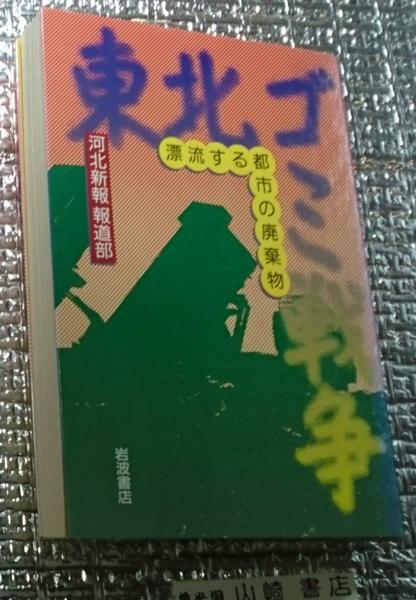 東北ゴミ戦争
漂流する都市の廃棄物
河北新報 報道部
岩波書店
山崎 書店